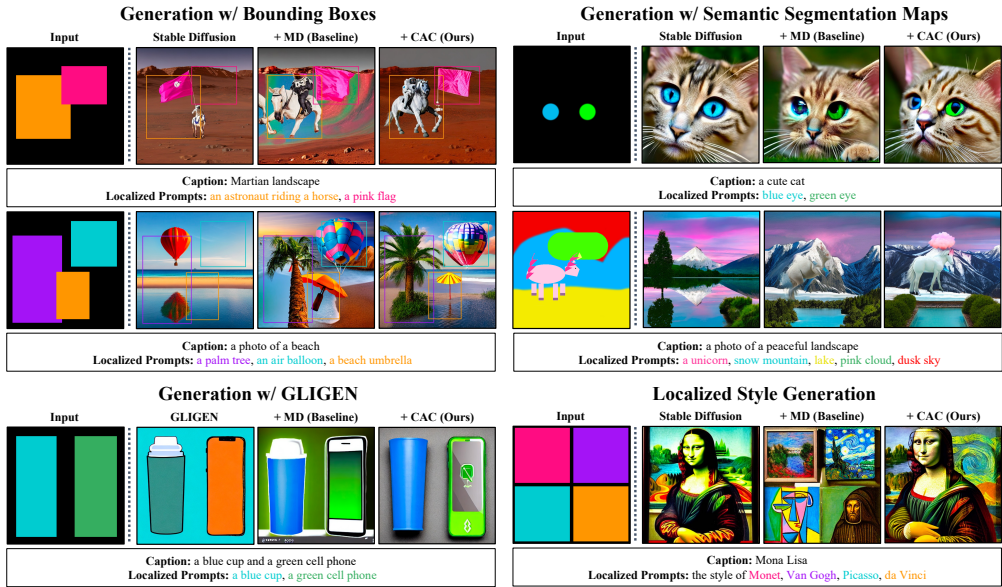 Generation w/ Bounding Boxes
Input Stable Diffusion + MD (Baseline) + CAC (Ours)
Caption: Martian landscape
Localized Prompts: an astronaut riding a horse, a pink flag
Caption: a photo of a beach
Localized Prompts: a palm tree, an air balloon, a beach umbrella
Generation w/ Semantic Segmentation Maps
Input Stable Diffusion + MD (Baseline) + CAC (Ours)
Caption: a cute cat
Localized Prompts: blue eye, green eye
Caption: a photo of a peaceful landscape
Localized Prompts: a unicorn, snow mountain, lake, pink cloud, dusk sky
Generation w/ GLIGEN
Input GLIGEN + MD (Baseline) + CAC (Ours)
Caption: a blue cup and a green cell phone
Localized Prompts: a blue cup, a green cell phone
Localized Style Generation
Input Stable Diffusion + MD (Baseline) + CAC (Ours)
Caption: Mona Lisa
Localized Prompts: the style of Monet, Van Gogh, Picasso, da Vinci